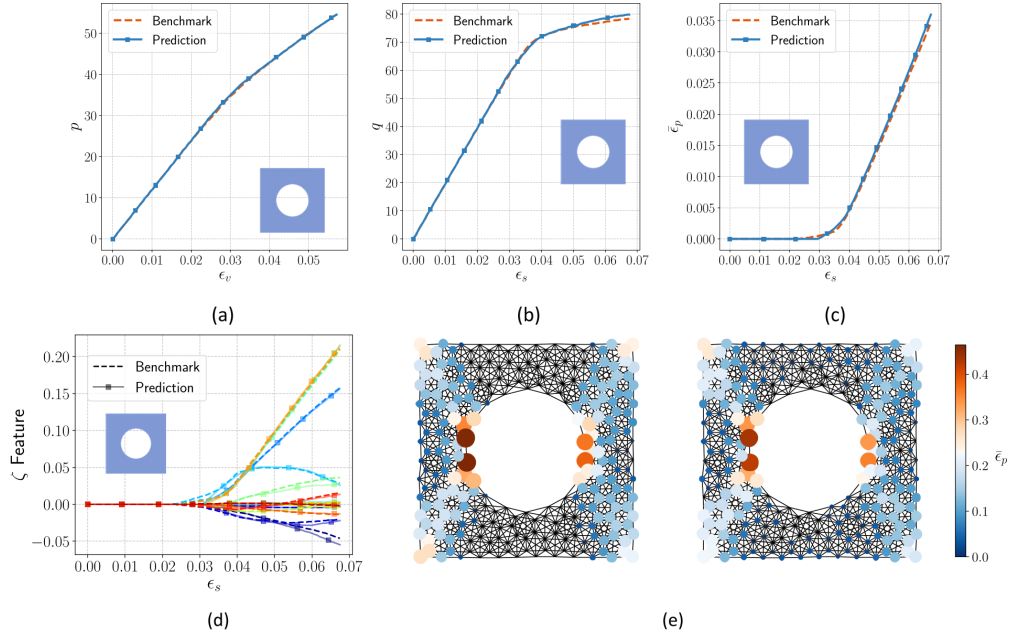 Benchmark
Prediction
50
40
30
20
10
0
p
0.00 0.01 0.02 0.03 0.04 0.05
ϵ_v
(a)
Benchmark
Prediction
80
70
60
50
40
30
20
10
0
q
0.00 0.01 0.02 0.03 0.04 0.05 0.06 0.07
ϵ_s
(b)
Benchmark
Prediction
0.035
0.030
0.025
0.020
0.015
0.010
0.005
0.000
ϵ̄_p
0.00 0.01 0.02 0.03 0.04 0.05 0.06 0.07
ϵ_s
(c)
Benchmark
Prediction
0.20
0.15
0.10
0.05
0.00
−0.05
ζ Feature
0.00 0.01 0.02 0.03 0.04 0.05 0.06 0.07
ϵ_s
(d)
0.4
0.3
0.2
0.1
0.0
ϵ̄_p
(e)